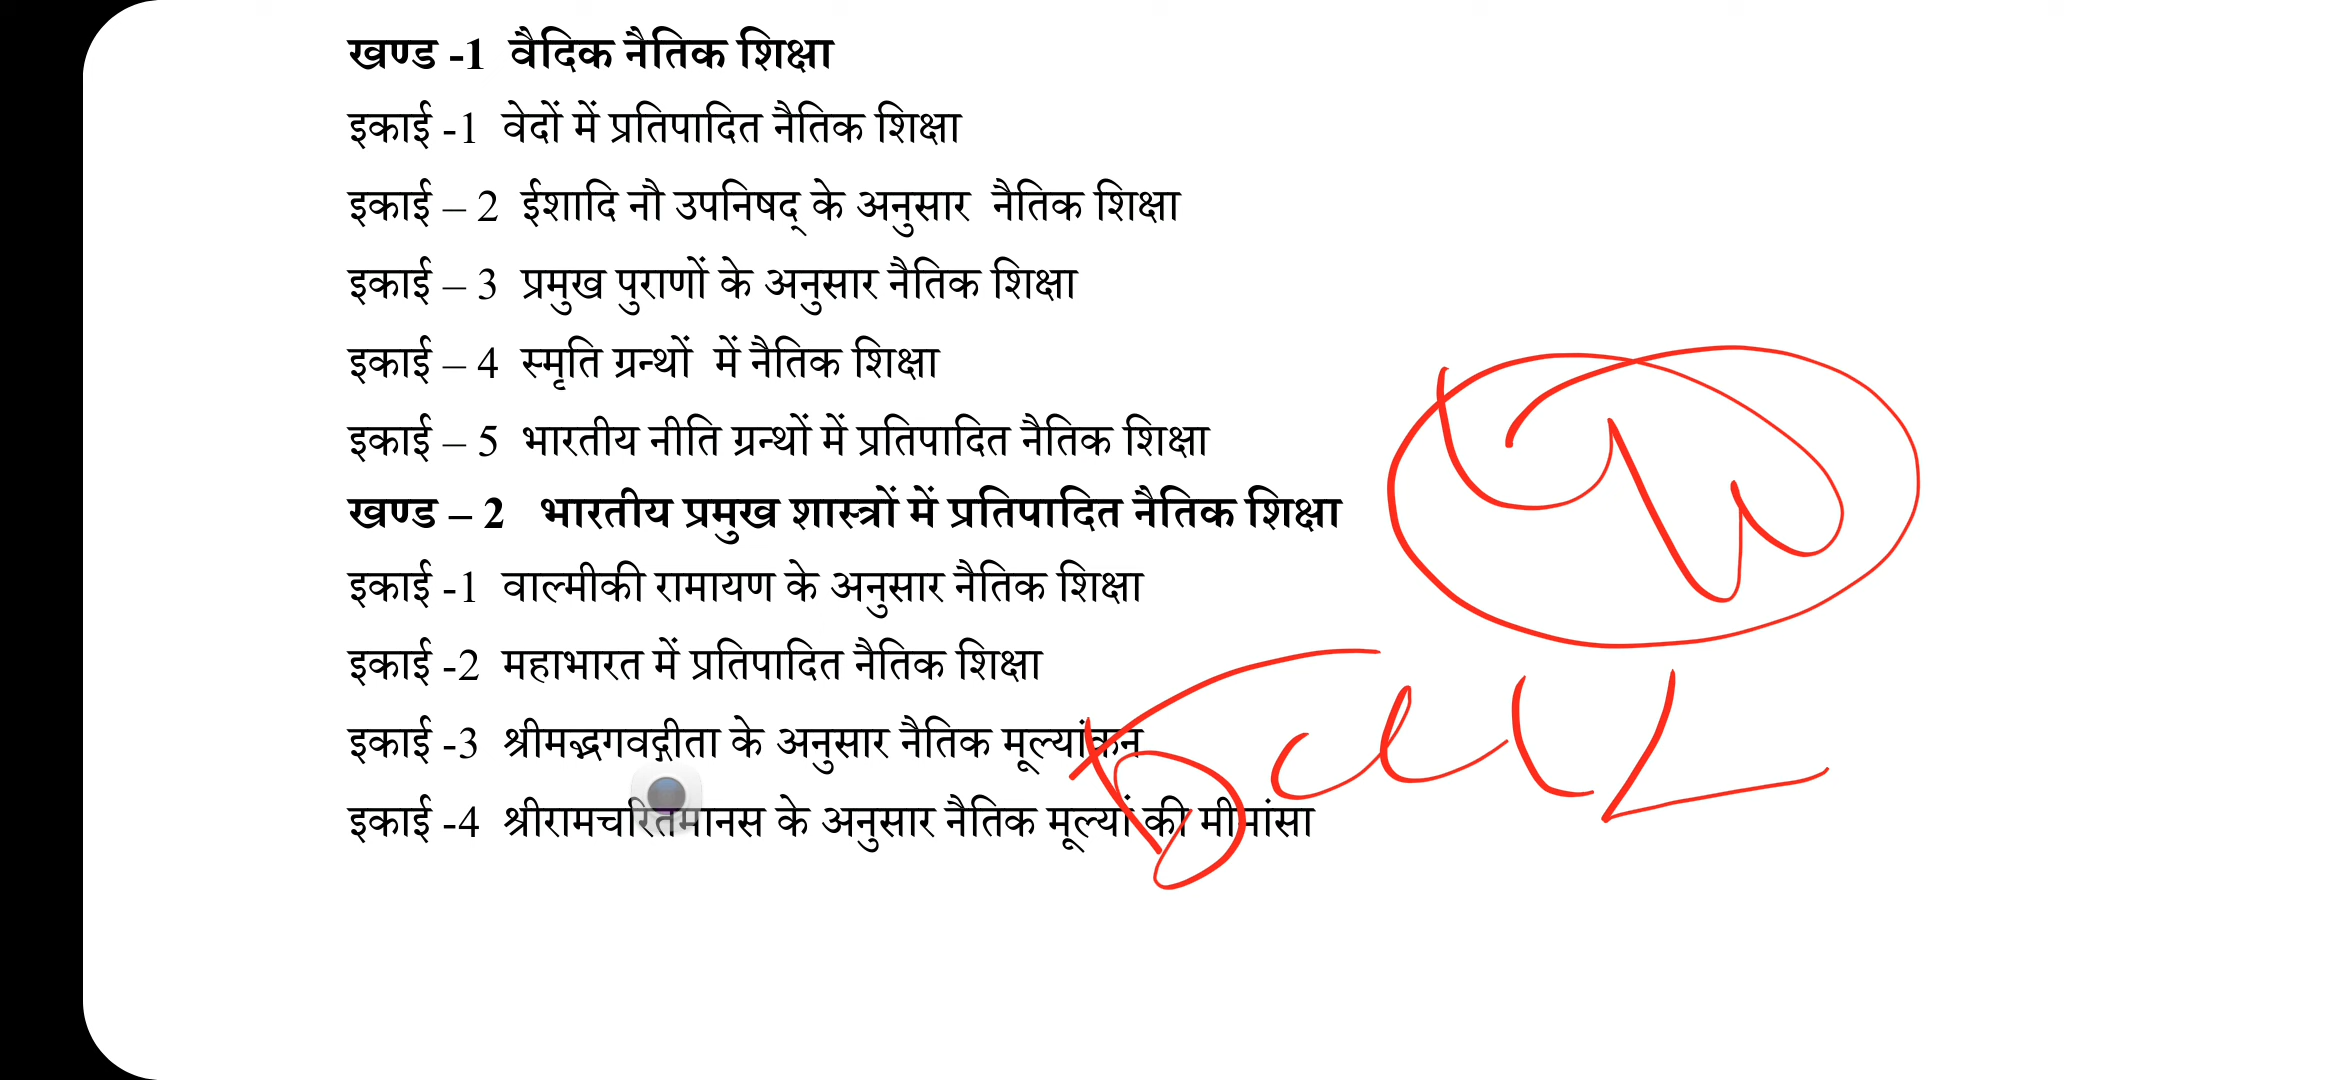 खण्ड -1 वैदिक नैतिक शिक्षा
इकाई -1 वेदों में प्रतिपादित नैतिक शिक्षा
इकाई – 2 ईशादि नौ उपनिषद् के अनुसार नैतिक शिक्षा
इकाई – 3 प्रमुख पुराणों के अनुसार नैतिक शिक्षा
इकाई – 4 स्मृति ग्रन्थों में नैतिक शिक्षा
इकाई – 5 भारतीय नीति ग्रन्थों में प्रतिपादित नैतिक शिक्षा
खण्ड – 2 भारतीय प्रमुख शास्त्रों में प्रतिपादित नैतिक शिक्षा
इकाई -1 वाल्मीकी रामायण के अनुसार नैतिक शिक्षा
इकाई -2 महाभारत में प्रतिपादित नैतिक शिक्षा
इकाई -3 श्रीमद्भगवद्गीता के अनुसार नैतिक मूल्यांकन
इकाई -4 श्रीरामचरितमानस के अनुसार नैतिक मूल्यां की मीमांसा